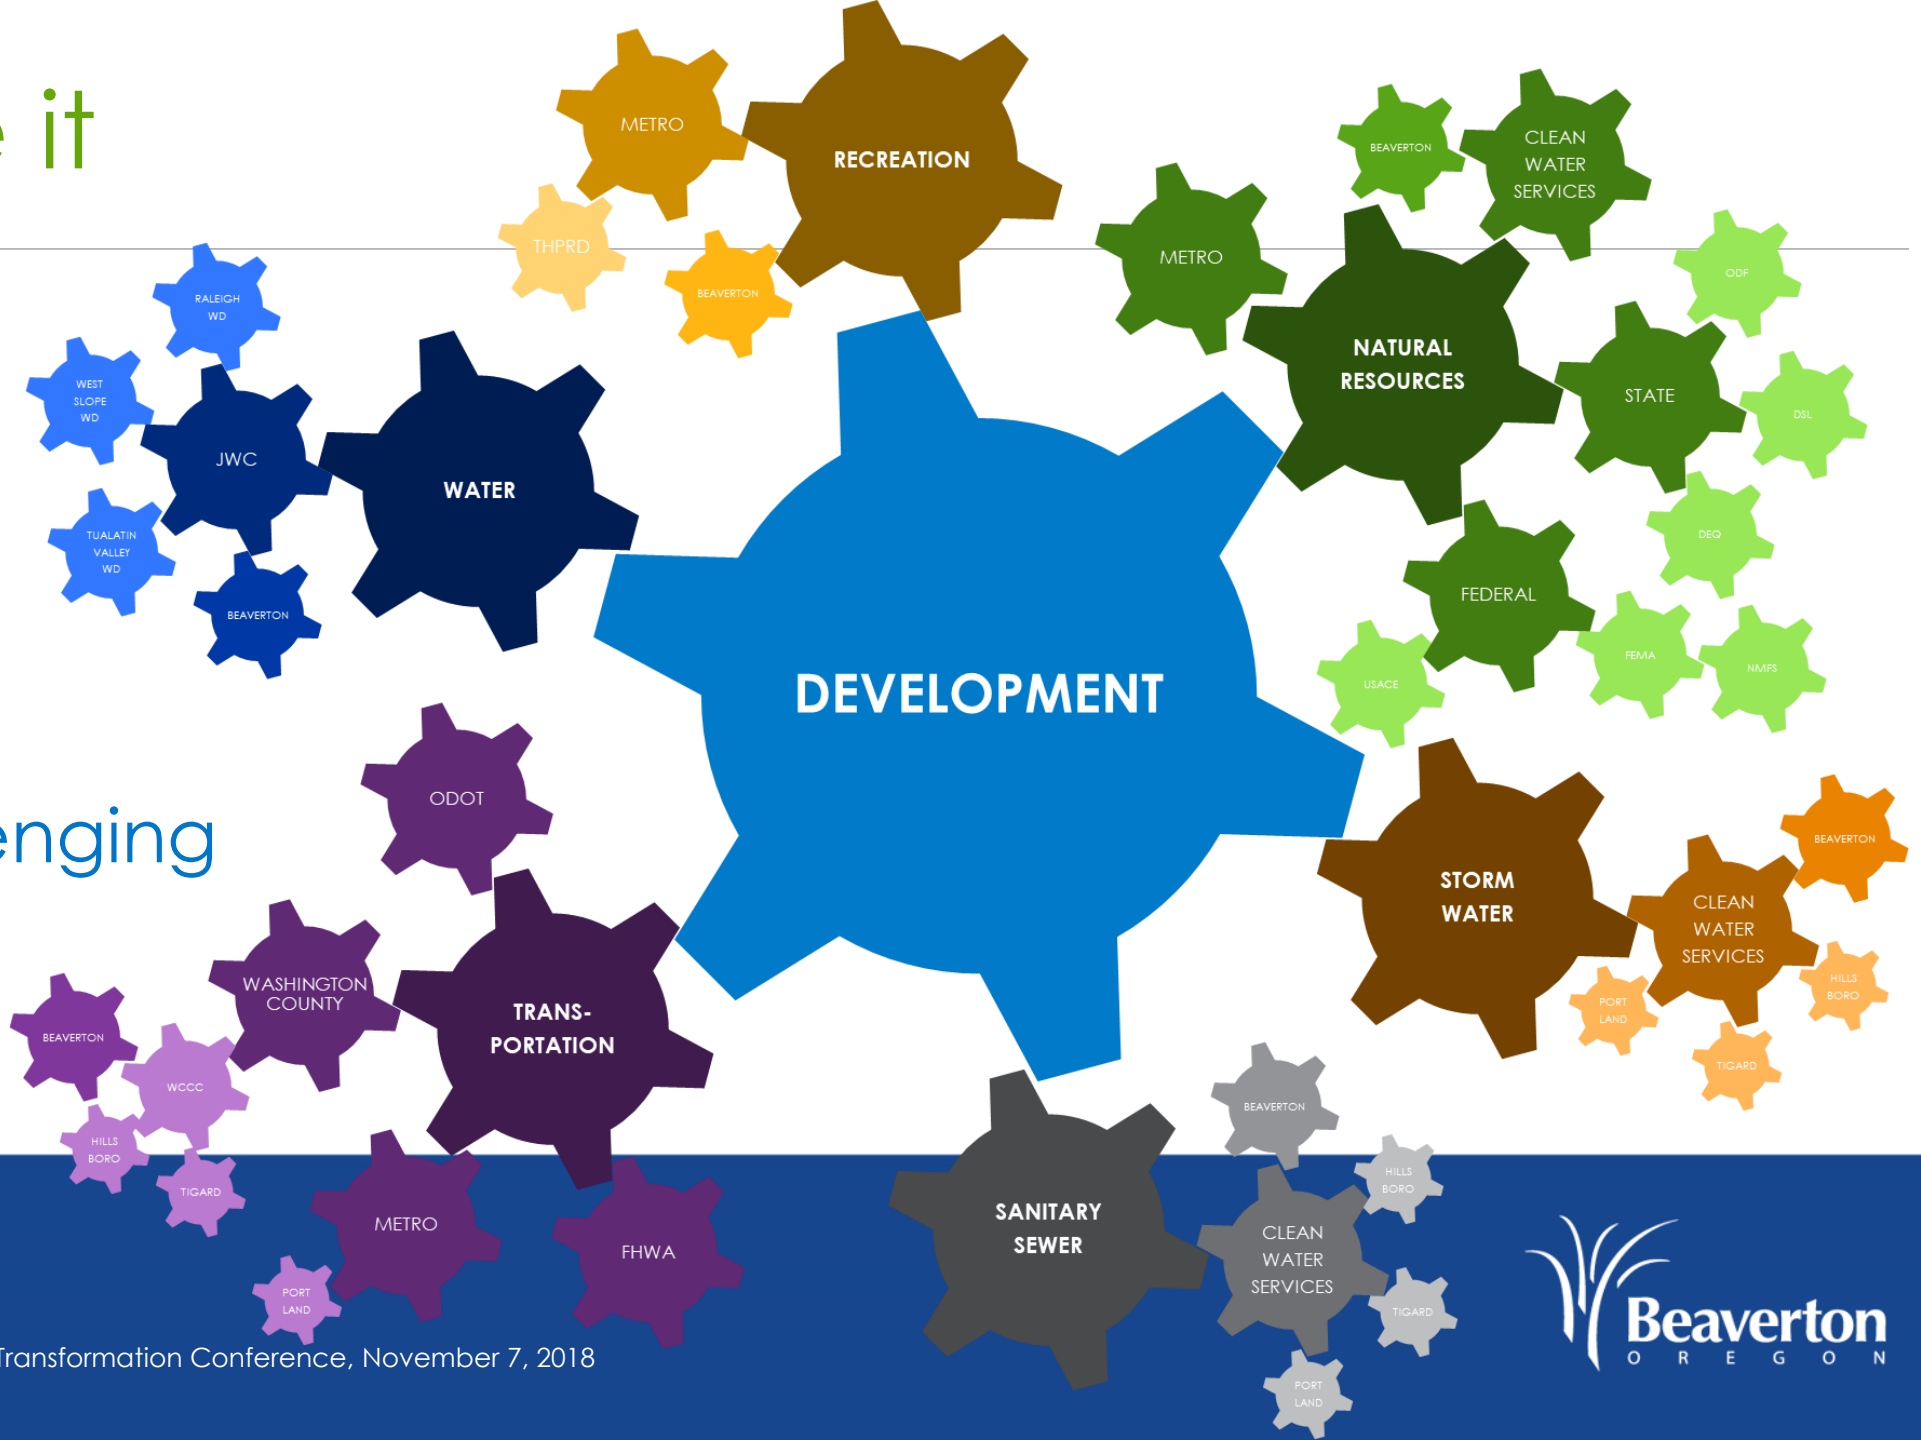 e it
METRO
RECREATION
THPRD
BEAVERTON
BEAVERTON
CLEAN
WATER
SERVICES
METRO
NATURAL
RESOURCES
ODF
STATE
DSL
DEQ
FEDERAL
FEMA
NMFS
USACE
RALEIGH
WD
WEST
SLOPE
WD
JWC
WATER
TUALATIN
VALLEY
WD
BEAVERTON
DEVELOPMENT
enging
ODOT
WASHINGTON
COUNTY
TRANS-
PORTATION
BEAVERTON
WCCC
HILLS
BORO
TIGARD
METRO
FHWA
PORT
LAND
STORM
WATER
CLEAN
WATER
SERVICES
BEAVERTON
HILLS
BORO
PORT
LAND
TIGARD
SANITARY
SEWER
BEAVERTON
CLEAN
WATER
SERVICES
HILLS
BORO
TIGARD
PORT
LAND
Transformation Conference, November 7, 2018
Beaverton
OREGON